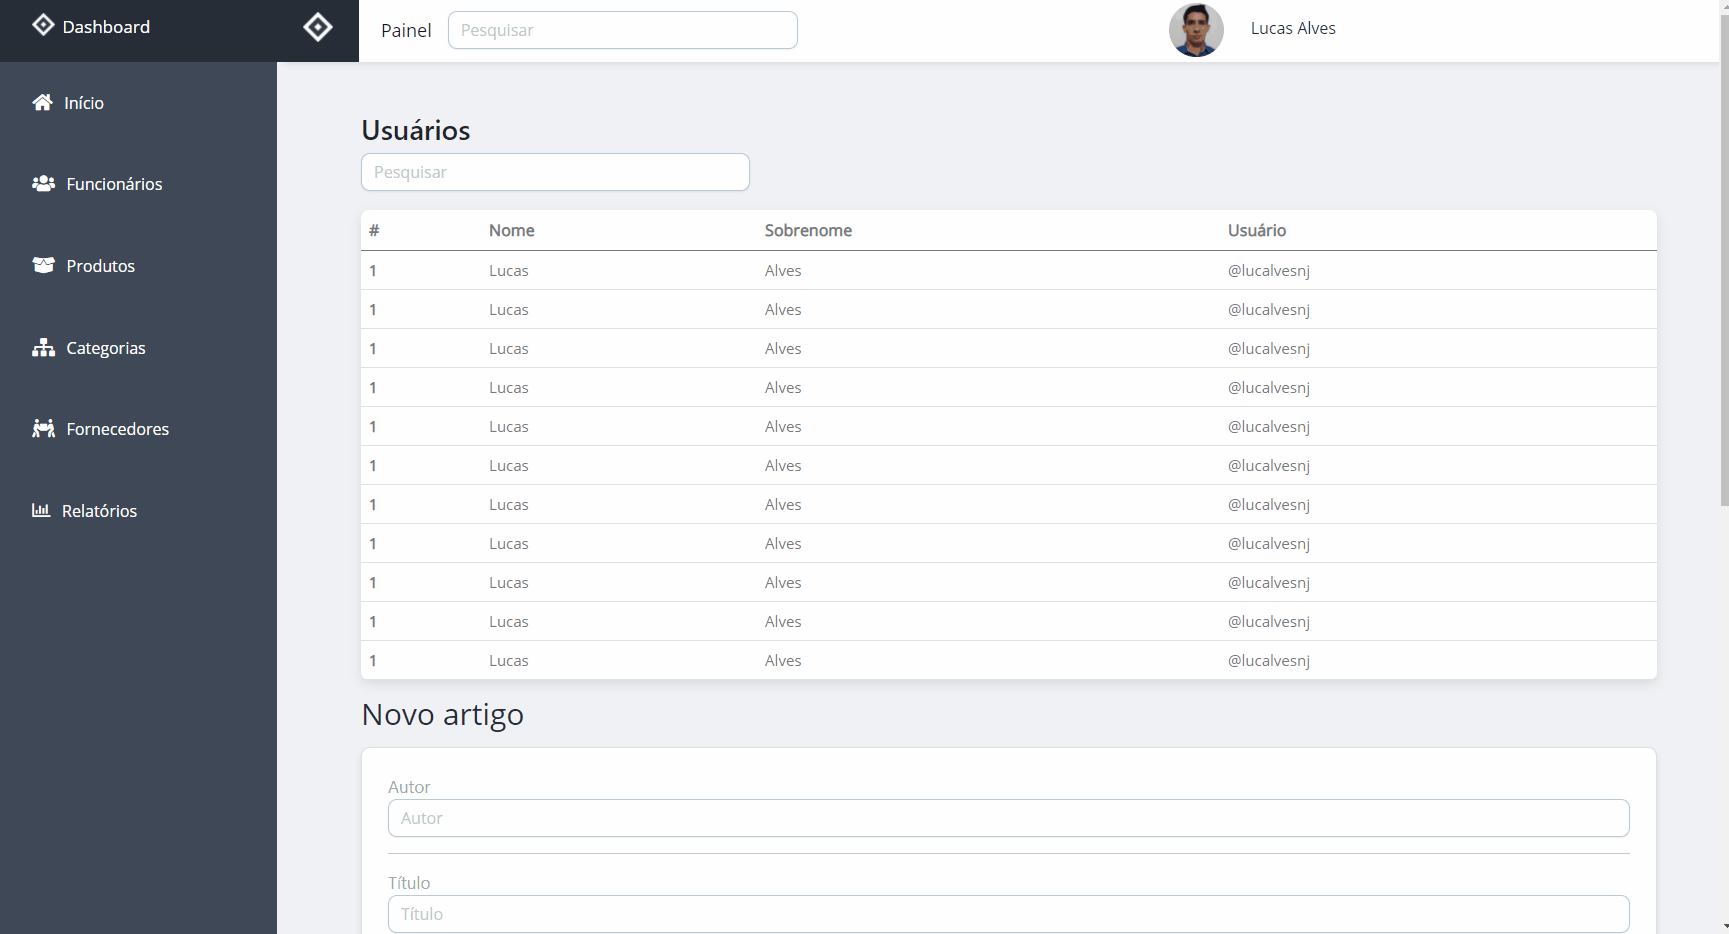 Dashboard
Painel
Pesquisar
Lucas Alves
Início
Funcionários
Produtos
Categorias
Fornecedores
Relatórios
Usuários
Pesquisar
# Nome Sobrenome Usuário
1 Lucas Alves @lucalvesnj
1 Lucas Alves @lucalvesnj
1 Lucas Alves @lucalvesnj
1 Lucas Alves @lucalvesnj
1 Lucas Alves @lucalvesnj
1 Lucas Alves @lucalvesnj
1 Lucas Alves @lucalvesnj
1 Lucas Alves @lucalvesnj
1 Lucas Alves @lucalvesnj
1 Lucas Alves @lucalvesnj
1 Lucas Alves @lucalvesnj
Novo artigo
Autor
Autor
Título
Título